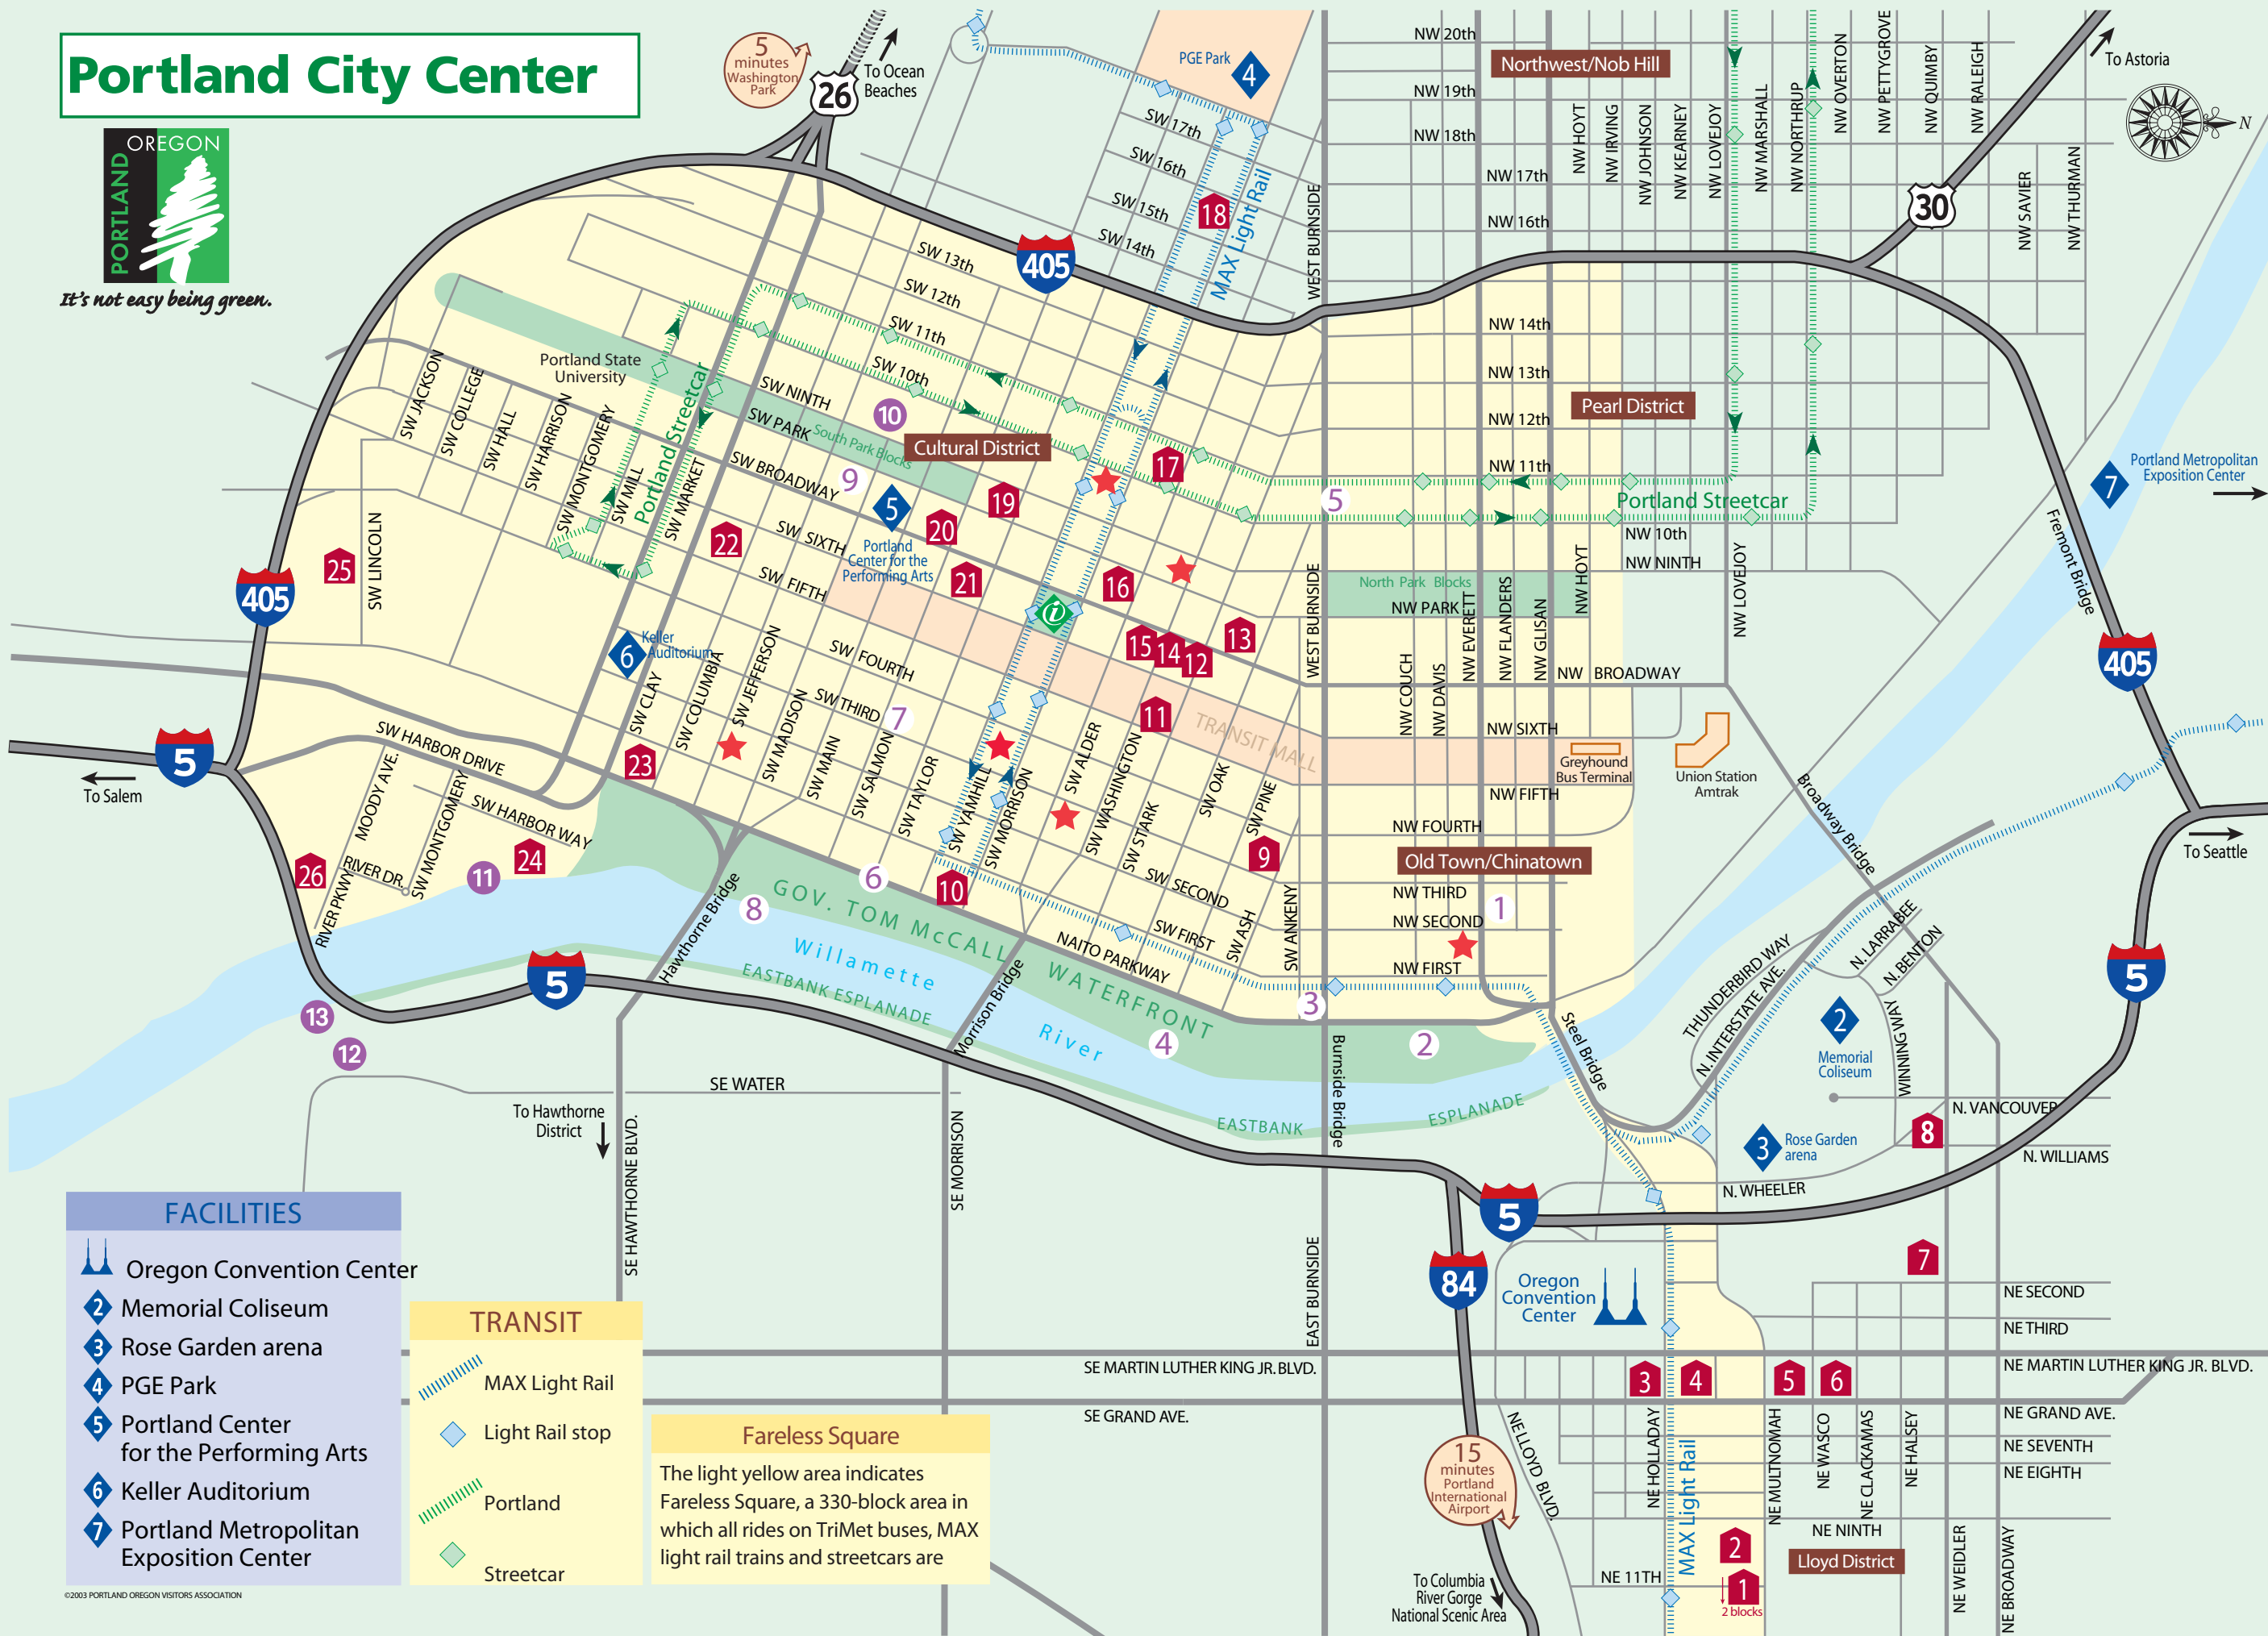 Portland City Center
PORTLAND
OREGON
It's not easy being green.
5
minutes
Washington
Park
26
To Ocean
Beaches
PGE Park
4
NW 20th
NW 19th
NW 18th
NW 17th
NW 16th
Northwest/Nob Hill
NW HOYT
NW IRVING
NW JOHNSON
NW KEARNEY
NW LOVEJOY
NW MARSHALL
NW NORTHRUP
NW OVERTON
NW PETTYGROVE
NW QUIMBY
NW RALEIGH
NW SAVIER
NW THURMAN
To Astoria
N
30
SW 17th
SW 16th
SW 15th
SW 14th
18
MAX Light Rail
WEST BURNSIDE
405
SW 13th
SW 12th
SW 11th
SW 10th
SW NINTH
SW PARK
South Park Blocks
SW BROADWAY
SW SIXTH
SW FIFTH
SW FOURTH
SW THIRD
SW SECOND
SW FIRST
NAITO PARKWAY
Cultural District
Portland State
University
Portland Streetcar
SW JACKSON
SW COLLEGE
SW HALL
SW HARRISON
SW MONTGOMERY
SW MILL
SW MARKET
SW LINCOLN
SW CLAY
SW COLUMBIA
SW JEFFERSON
SW MADISON
SW MAIN
SW SALMON
SW TAYLOR
SW YAMHILL
SW MORRISON
SW ALDER
SW WASHINGTON
SW STARK
SW OAK
SW PINE
SW ASH
SW ANKENY
10
9
5
Portland
Center for the
Performing Arts
17
19
20
21
22
16
15
14
12
13
11
i
25
405
6
Keller
Auditorium
7
23
TRANSIT MALL
9
10
6
8
NW 14th
NW 13th
NW 12th
NW 11th
Pearl District
5
Portland Streetcar
NW 10th
NW NINTH
North Park Blocks
NW PARK
WEST BURNSIDE
NW COUCH
NW DAVIS
NW EVERETT
NW FLANDERS
NW GLISAN
NW HOYT
NW LOVEJOY
NW BROADWAY
NW SIXTH
NW FIFTH
NW FOURTH
Old Town/Chinatown
NW THIRD
NW SECOND
NW FIRST
1
2
3
4
Greyhound
Bus Terminal
Union Station
Amtrak
7
Portland Metropolitan
Exposition Center
Fremont Bridge
405
Broadway Bridge
To Seattle
5
5
To Salem
SW HARBOR DRIVE
SW HARBOR WAY
MOODY AVE.
SW MONTGOMERY
RIVER DR.
RIVER PKWY
26
24
11
13
12
5
Hawthorne Bridge
Morrison Bridge
Burnside Bridge
Steel Bridge
GOV. TOM McCALL WATERFRONT
Willamette
River
EASTBANK ESPLANADE
EASTBANK
ESPLANADE
THUNDERBIRD WAY
N. INTERSTATE AVE.
N. LARRABEE
N. BENTON
WINNING WAY
2
Memorial
Coliseum
3
Rose Garden
arena
8
N. VANCOUVER
N. WILLIAMS
N. WHEELER
SE WATER
To Hawthorne
District
SE HAWTHORNE BLVD.
SE MORRISON
EAST BURNSIDE
5
84
Oregon
Convention
Center
7
NE SECOND
NE THIRD
NE MARTIN LUTHER KING JR. BLVD.
NE GRAND AVE.
NE SEVENTH
NE EIGHTH
SE MARTIN LUTHER KING JR. BLVD.
SE GRAND AVE.
3
4
5
6
NE LLOYD BLVD.
NE HOLLADAY
MAX Light Rail
NE MULTNOMAH
NE WASCO
NE CLACKAMAS
NE HALSEY
NE WEIDLER
NE BROADWAY
NE NINTH
Lloyd District
NE 11TH
2
1
2 blocks
15
minutes
Portland
International
Airport
To Columbia
River Gorge
National Scenic Area
FACILITIES
Oregon Convention Center
2 Memorial Coliseum
3 Rose Garden arena
4 PGE Park
5 Portland Center
for the Performing Arts
6 Keller Auditorium
7 Portland Metropolitan
Exposition Center
TRANSIT
MAX Light Rail
Light Rail stop
Portland
Streetcar
Fareless Square
The light yellow area indicates
Fareless Square, a 330-block area in
which all rides on TriMet buses, MAX
light rail trains and streetcars are
©2003 PORTLAND OREGON VISITORS ASSOCIATION